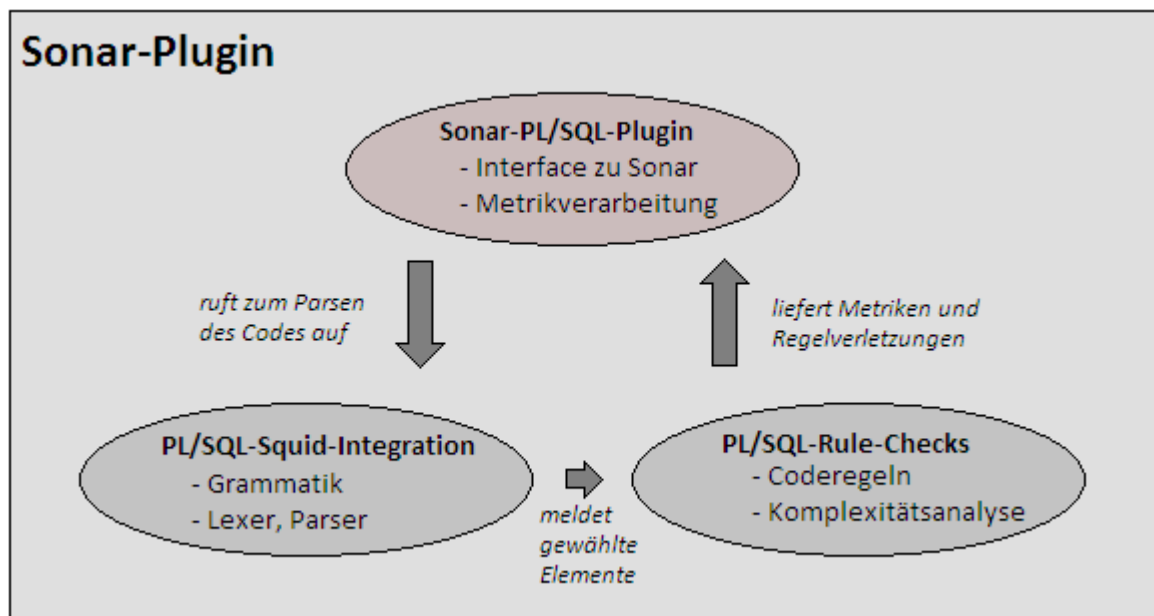 Sonar-Plugin
Sonar-PL/SQL-Plugin
- Interface zu Sonar
- Metrikverarbeitung
ruft zum Parsen
des Codes auf
liefert Metriken und
Regelverletzungen
PL/SQL-Squid-Integration
- Grammatik
- Lexer, Parser
meldet
gewählte
Elemente
PL/SQL-Rule-Checks
- Coderegeln
- Komplexitätsanalyse